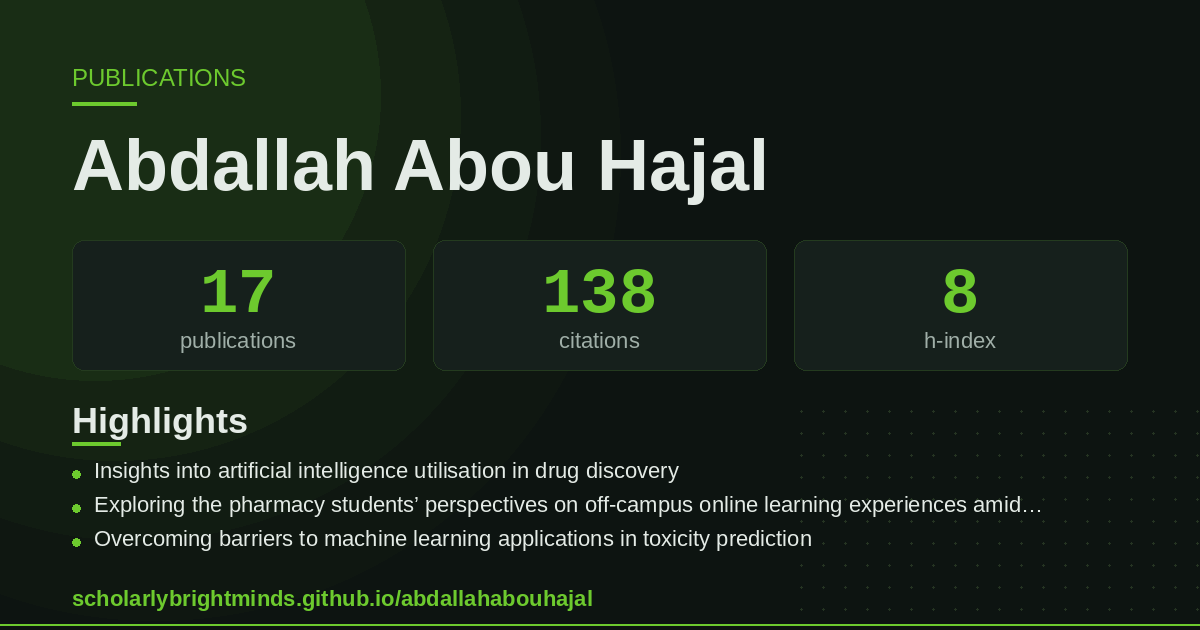 PUBLICATIONS
Abdallah Abou Hajal
17
publications
138
citations
8
h-index
Highlights
Insights into artificial intelligence utilisation in drug discovery
Exploring the pharmacy students’ perspectives on off-campus online learning experiences amid…
Overcoming barriers to machine learning applications in toxicity prediction
scholarlybrightminds.github.io/abdallahabouhajal